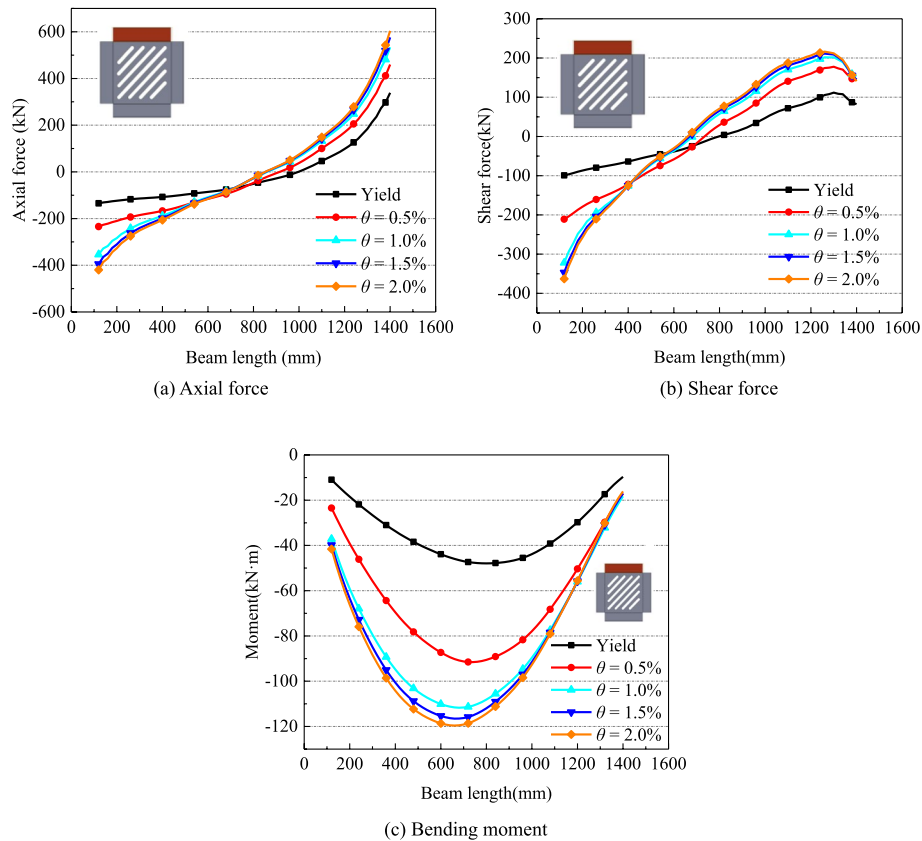 600
400
200
0
-200
-400
-600
Axial force (kN)
0 200 400 600 800 1000 1200 1400 1600
Beam length (mm)
Yield
θ = 0.5%
θ = 1.0%
θ = 1.5%
θ = 2.0%
(a) Axial force
300
200
100
0
-100
-200
-300
-400
Shear force(kN)
0 200 400 600 800 1000 1200 1400 1600
Beam length(mm)
Yield
θ = 0.5%
θ = 1.0%
θ = 1.5%
θ = 2.0%
(b) Shear force
0
-20
-40
-60
-80
-100
-120
Moment(kN·m)
0 200 400 600 800 1000 1200 1400 1600
Beam length(mm)
Yield
θ = 0.5%
θ = 1.0%
θ = 1.5%
θ = 2.0%
(c) Bending moment